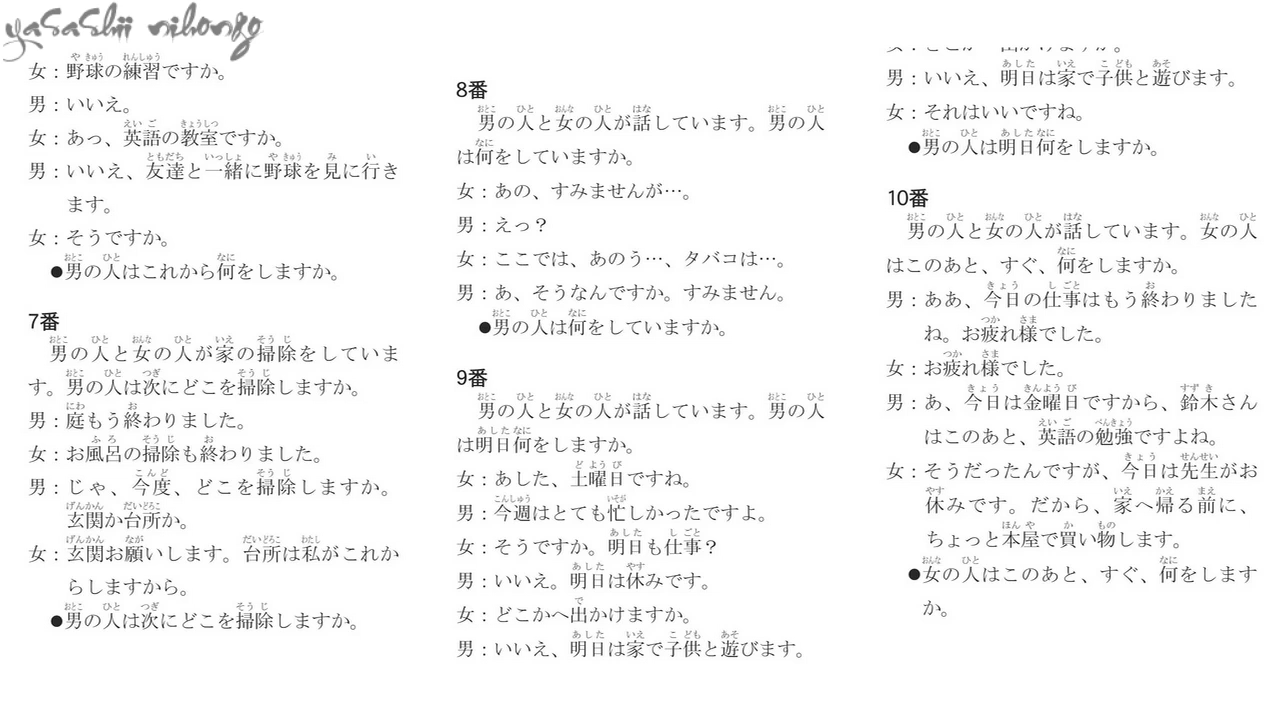 yasashii nihongo
女：野球の練習ですか。
男：いいえ。
女：あっ、英語の教室ですか。
男：いいえ、友達と一緒に野球を見に行き
ます。
女：そうですか。
●男の人はこれから何をしますか。
7番
男の人と女の人が家の掃除をしていま
す。男の人は次にどこを掃除しますか。
男：庭もう終わりました。
女：お風呂の掃除も終わりました。
男：じゃ、今度、どこを掃除しますか。
玄関か台所か。
女：玄関お願いします。台所は私がこれか
らしますから。
●男の人は次にどこを掃除しますか。
8番
男の人と女の人が話しています。男の人
は何をしていますか。
女：あの、すみませんが…。
男：えっ？
女：ここでは、あのう…、タバコは…。
男：あ、そうなんですか。すみません。
●男の人は何をしていますか。
9番
男の人と女の人が話しています。男の人
は明日何をしますか。
女：あした、土曜日ですね。
男：今週はとても忙しかったですよ。
女：そうですか。明日も仕事？
男：いいえ。明日は休みです。
女：どこかへ出かけますか。
男：いいえ、明日は家で子供と遊びます。
男：いいえ、明日は家で子供と遊びます。
女：それはいいですね。
●男の人は明日何をしますか。
10番
男の人と女の人が話しています。女の人
はこのあと、すぐ、何をしますか。
男：ああ、今日の仕事はもう終わりました
ね。お疲れ様でした。
女：お疲れ様でした。
男：あ、今日は金曜日ですから、鈴木さん
はこのあと、英語の勉強ですよね。
女：そうだったんですが、今日は先生がお
休みです。だから、家へ帰る前に、
ちょっと本屋で買い物します。
●女の人はこのあと、すぐ、何をします
か。